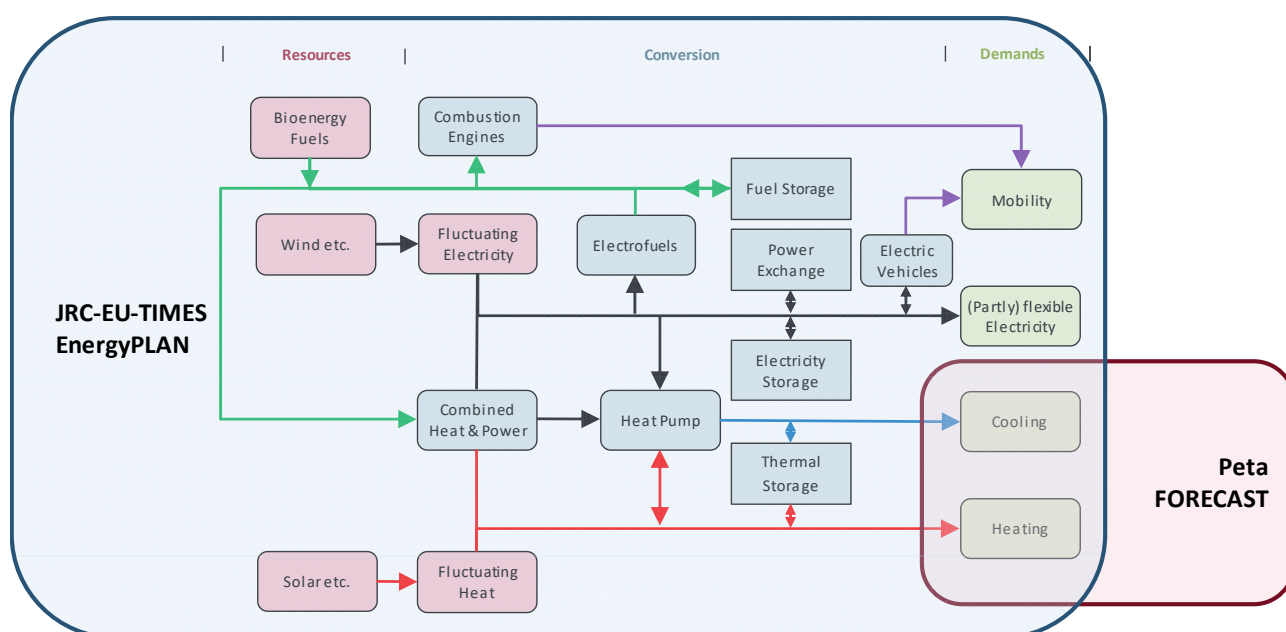 Resources
Conversion
Demands
Bioenergy
Fuels
Combustion
Engines
Fuel Storage
Mobility
Wind etc.
Fluctuating
Electricity
Electrofuels
Power
Exchange
Electric
Vehicles
JRC-EU-TIMES
EnergyPLAN
(Partly) flexible
Electricity
Electricity
Storage
Combined
Heat & Power
Heat Pump
Cooling
Thermal
Storage
Peta
FORECAST
Heating
Solar etc.
Fluctuating
Heat